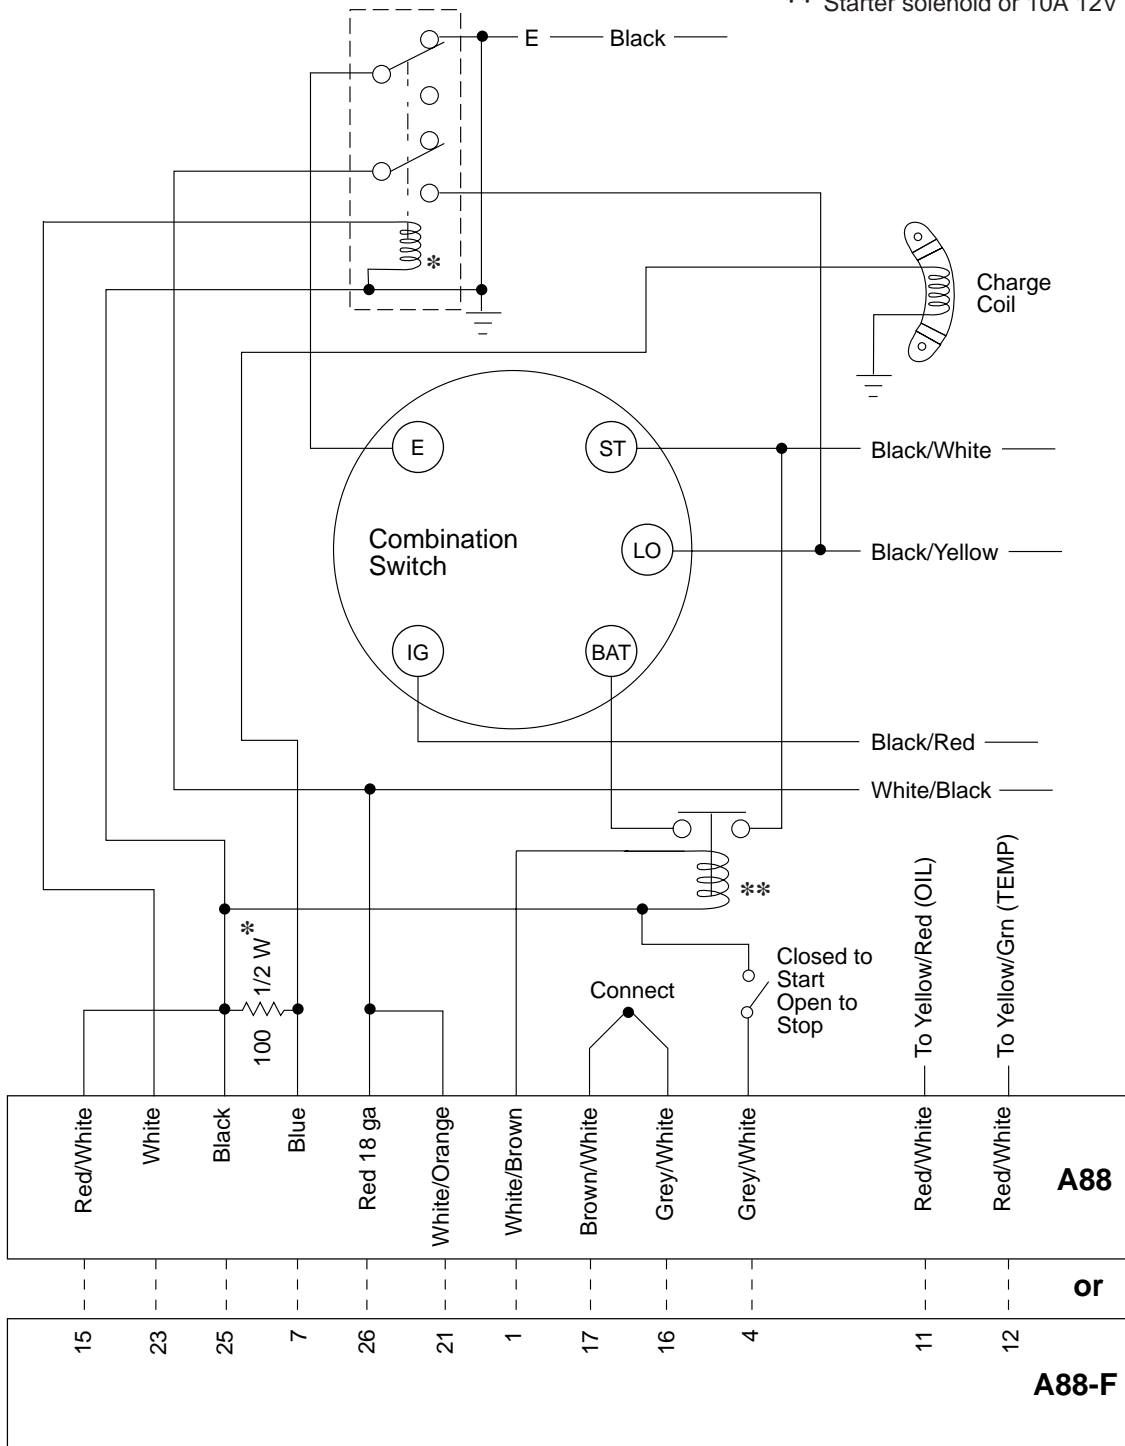 ** Starter solenoid or 10A 12V
E
Black
*
Charge
Coil
E
ST
Black/White
Combination
Switch
LO
Black/Yellow
IG
BAT
Black/Red
White/Black
**
*
100 1/2 W
Connect
Closed to
Start
Open to
Stop
To Yellow/Red (OIL)
To Yellow/Grn (TEMP)
Red/White
White
Black
Blue
Red 18 ga
White/Orange
White/Brown
Brown/White
Grey/White
Grey/White
Red/White
Red/White
A88
or
15
23
25
7
26
21
1
17
16
4
11
12
A88-F